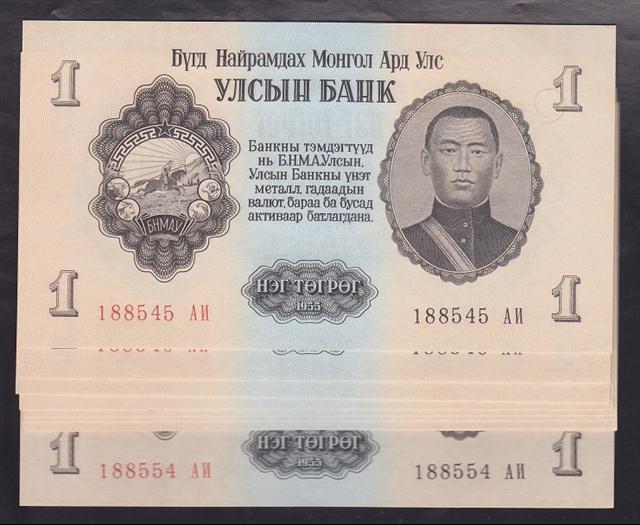 Бүгд Найрамдах Монгол Ард Улс
УЛСЫН БАНК
1
1
Банкны тэмдэгтүүд
нь Б.Н.М.А.Улсын,
Улсын Банкны үнэт
металл, гадаадын
валют, бараа ба бусад
активаар батлагдана.
БНМАУ
1
1
НЭГ ТӨГРӨГ
1955
188545 АИ
188545 АИ
1
1
НЭГ ТӨГРӨГ
1955
188554 АИ
188554 АИ